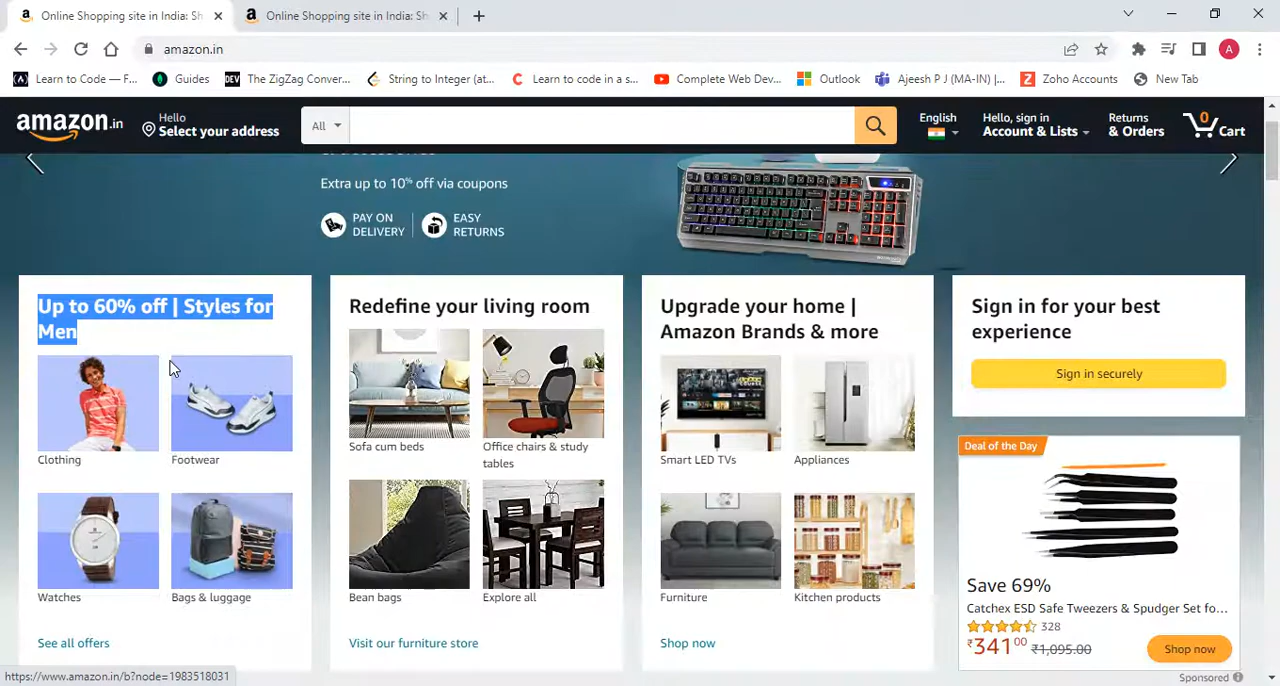 Online Shopping site in India: Sh
Online Shopping site in India: Sh
amazon.in
A
Learn to Code — F...
Guides
DEV
The ZigZag Conver...
String to Integer (at...
C
Learn to code in a s...
Complete Web Dev...
Outlook
Ajeesh P J (MA-IN) |...
Z
Zoho Accounts
New Tab
amazon.in
Hello
Select your address
All
English
Hello, sign in
Account & Lists
Returns
& Orders
0
Cart
Extra up to 10% off via coupons
PAY ON
DELIVERY
EASY
RETURNS
Up to 60% off | Styles for
Men
Clothing
Footwear
Watches
Bags & luggage
See all offers
Redefine your living room
Sofa cum beds
Office chairs & study
tables
Bean bags
Explore all
Visit our furniture store
Upgrade your home |
Amazon Brands & more
Smart LED TVs
Appliances
Furniture
Kitchen products
Shop now
Sign in for your best
experience
Sign in securely
Deal of the Day
Save 69%
Catchex ESD Safe Tweezers & Spudger Set fo...
328
₹341⁰⁰ ₹1,095.00
Shop now
Sponsored
https://www.amazon.in/b?node=1983518031